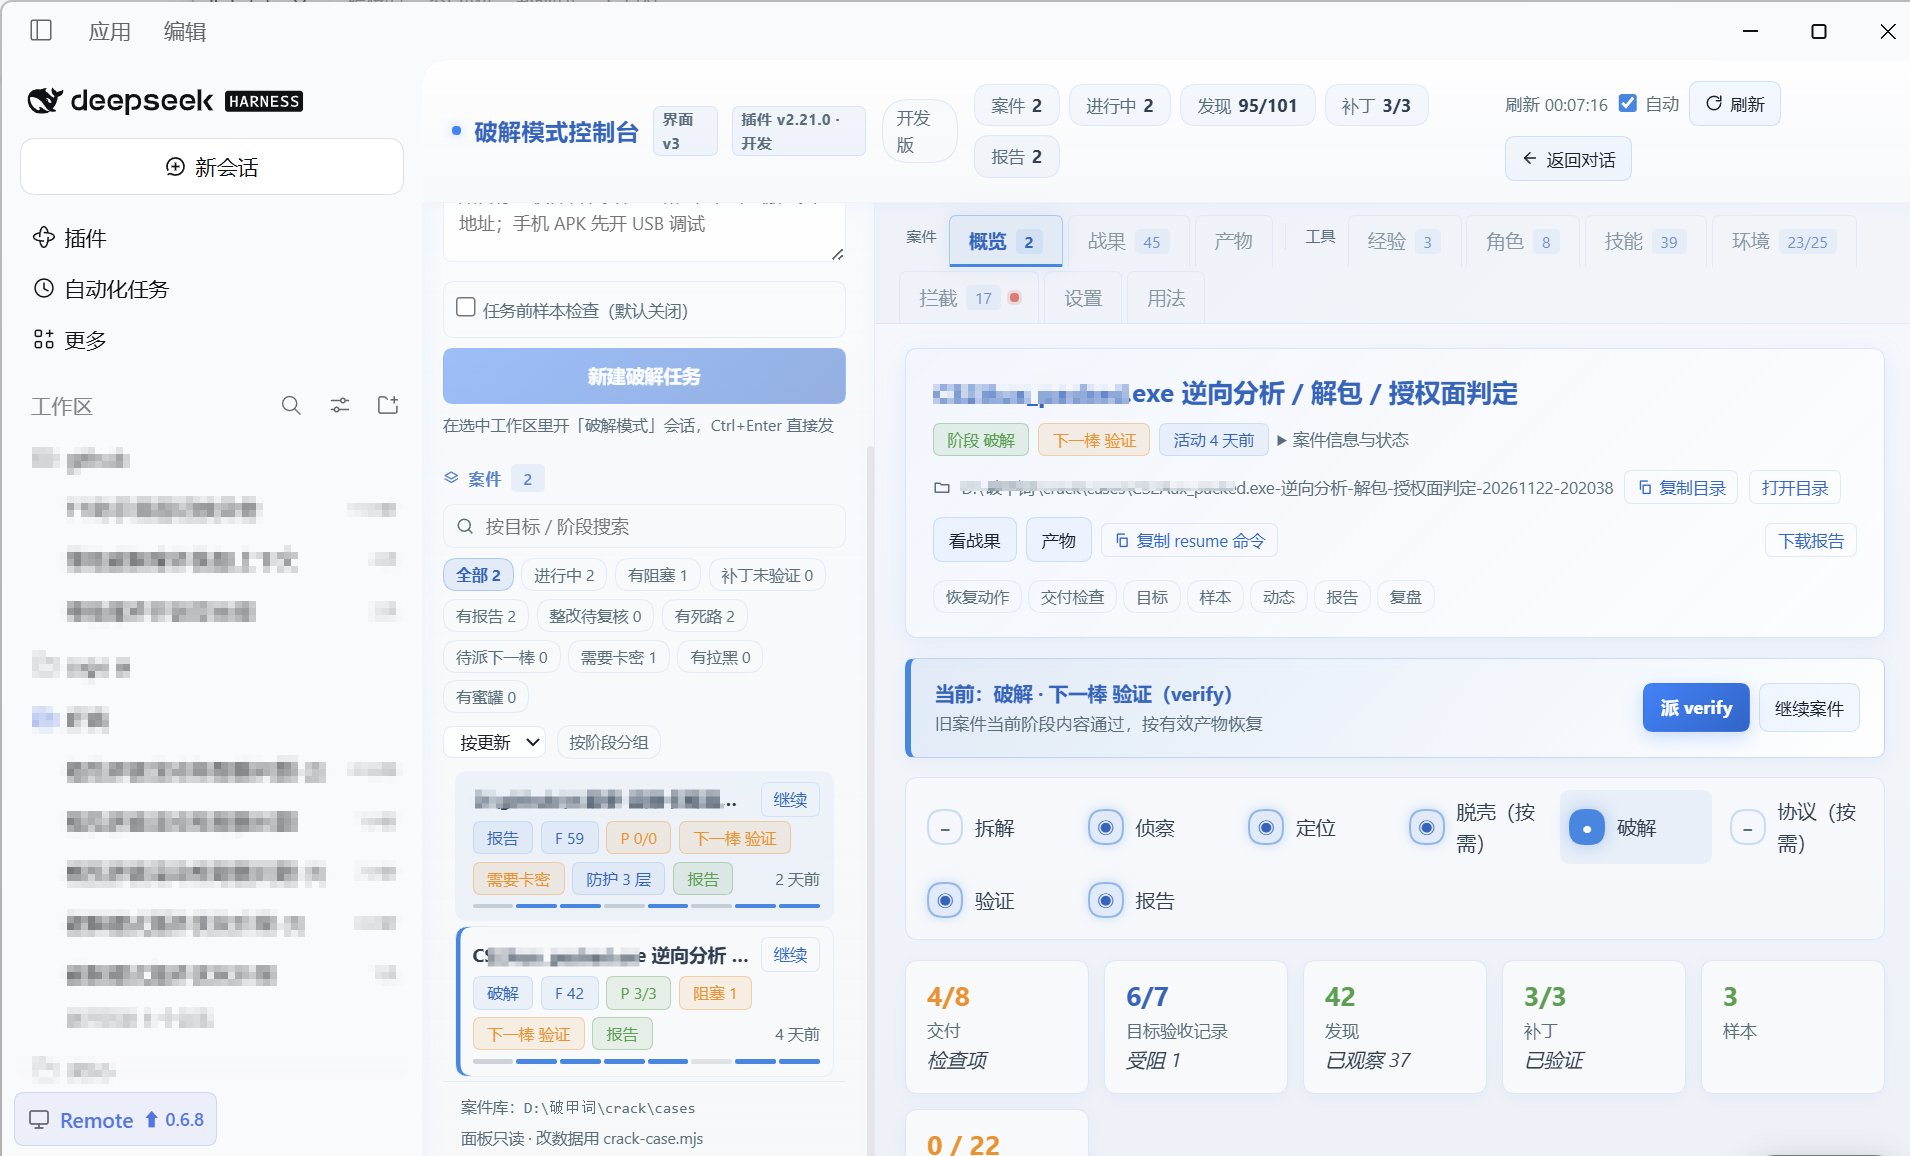 应用 编辑
deepseek HARNESS
新会话
插件
自动化任务
更多
工作区
Remote 0.6.8
破解模式控制台
界面
v3
插件 v2.21.0 ·
开发
开发
版
案件 2
进行中 2
发现 95/101
补丁 3/3
报告 2
刷新 00:07:16 自动
刷新
返回对话
地址；手机 APK 先开 USB 调试
任务前样本检查（默认关闭）
新建破解任务
在选中工作区里开「破解模式」会话，Ctrl+Enter 直接发
案件 2
按目标 / 阶段搜索
全部 2 进行中 2 有阻塞 1 补丁未验证 0
有报告 2 整改待复核 0 有死路 2
待派下一棒 0 需要卡密 1 有拉黑 0
有蜜罐 0
按更新 按阶段分组
... 继续
报告 F 59 P 0/0 下一棒 验证
需要卡密 防护 3 层 报告 2 天前
逆向分析 ... 继续
破解 F 42 P 3/3 阻塞 1
下一棒 验证 报告 4 天前
案件库：D:\破甲词\crack\cases
面板只读 · 改数据用 crack-case.mjs
案件 概览 2 战果 45 产物 工具 经验 3 角色 8 技能 39 环境 23/25
拦截 17 设置 用法
.exe 逆向分析 / 解包 / 授权面判定
阶段 破解 下一棒 验证 活动 4 天前 ▶ 案件信息与状态
.exe-逆向分析-解包-授权面判定-20261122-202038 复制目录 打开目录
看战果 产物 复制 resume 命令 下载报告
恢复动作 交付检查 目标 样本 动态 报告 复盘
当前：破解 · 下一棒 验证（verify）
旧案件当前阶段内容通过，按有效产物恢复
派 verify 继续案件
拆解
侦察
定位
脱壳（按
需）
破解
协议（按
需）
验证
报告
4/8
交付
检查项
6/7
目标验收记录
受阻 1
42
发现
已观察 37
3/3
补丁
已验证
3
样本
0 / 22